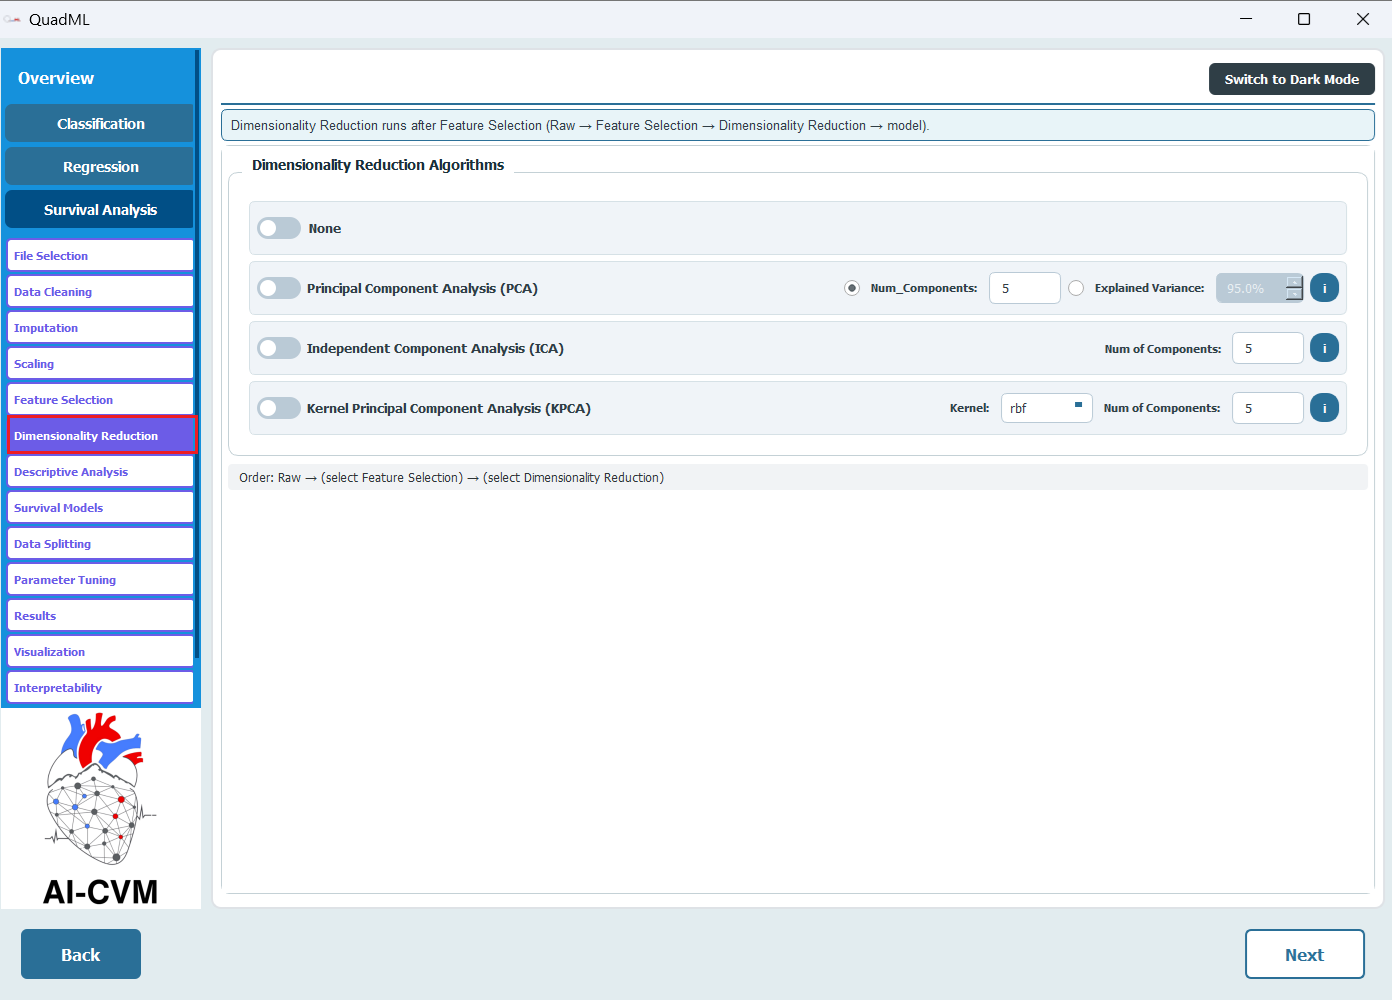 QuadML
Overview
Classification
Regression
Survival Analysis
File Selection
Data Cleaning
Imputation
Scaling
Feature Selection
Dimensionality Reduction
Descriptive Analysis
Survival Models
Data Splitting
Parameter Tuning
Results
Visualization
Interpretability
AI-CVM
Switch to Dark Mode
Dimensionality Reduction runs after Feature Selection (Raw → Feature Selection → Dimensionality Reduction → model).
Dimensionality Reduction Algorithms
None
Principal Component Analysis (PCA) Num_Components: 5 Explained Variance: 95.0% i
Independent Component Analysis (ICA) Num of Components: 5 i
Kernel Principal Component Analysis (KPCA) Kernel: rbf Num of Components: 5 i
Order: Raw → (select Feature Selection) → (select Dimensionality Reduction)
Back
Next